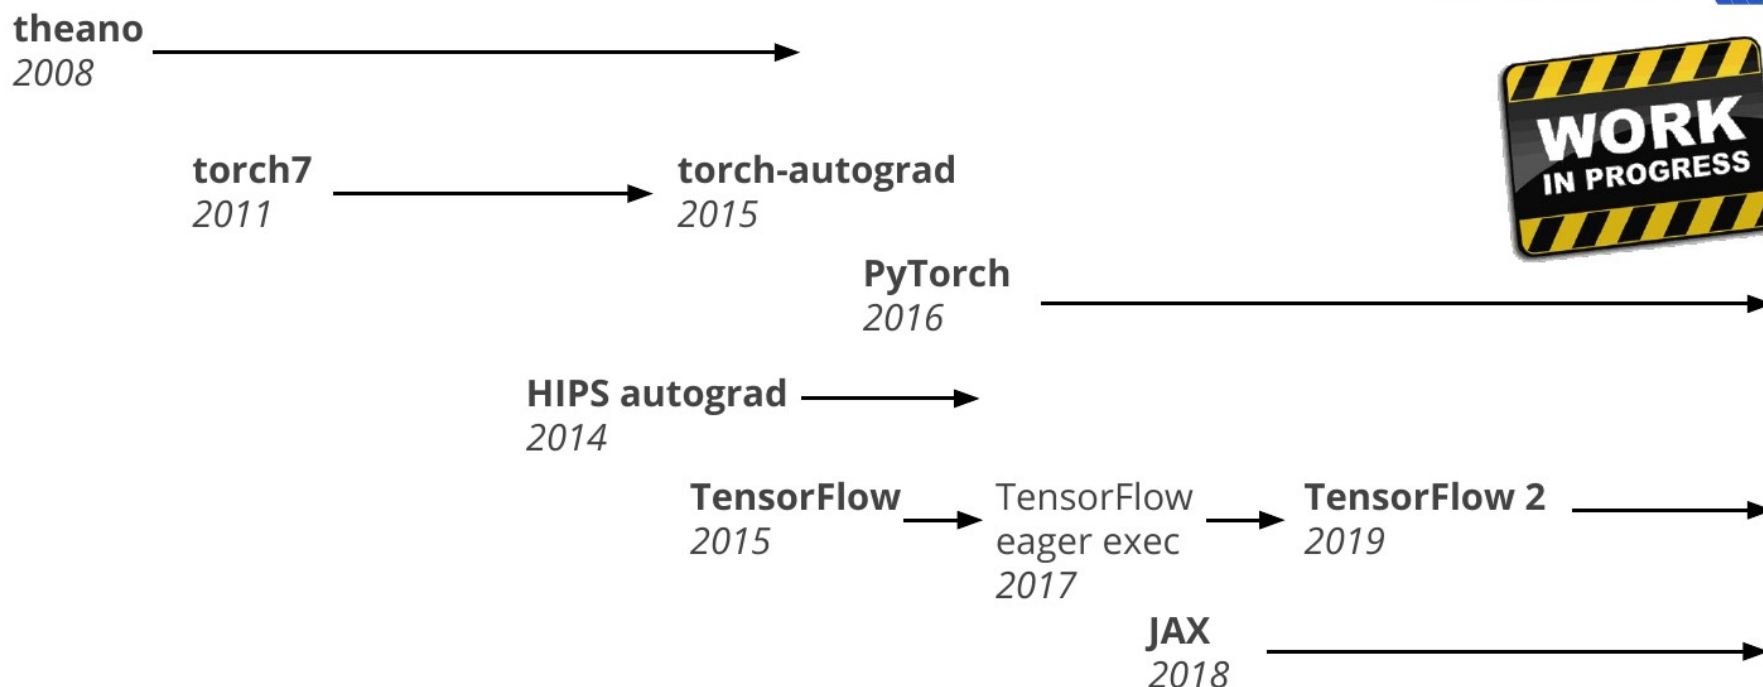 theano
2008
WORK
IN PROGRESS
torch7
2011
torch-autograd
2015
PyTorch
2016
HIPS autograd
2014
TensorFlow
2015
TensorFlow
eager exec
2017
TensorFlow 2
2019
JAX
2018